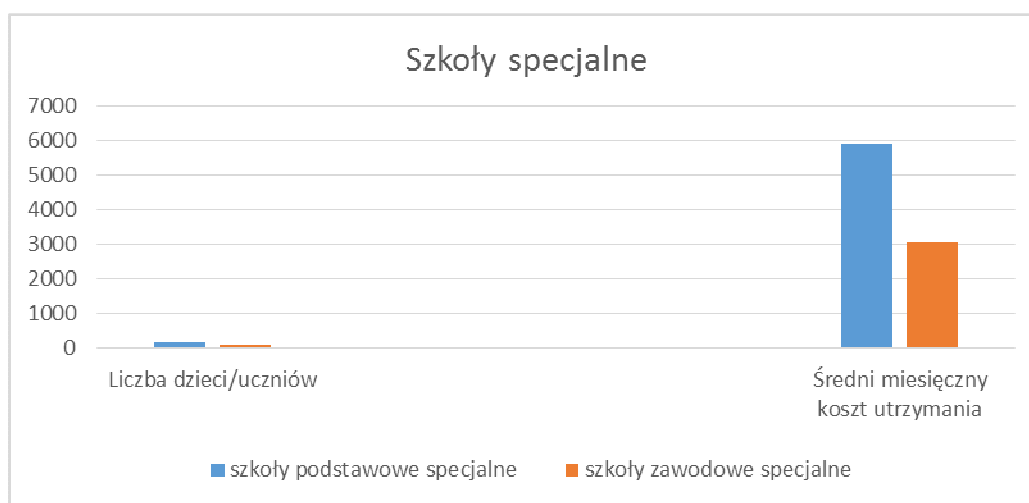 Szkoły specjalne
7000
6000
5000
4000
3000
2000
1000
0
Liczba dzieci/uczniów
Średni miesięczny
koszt utrzymania
szkoły podstawowe specjalne
szkoły zawodowe specjalne